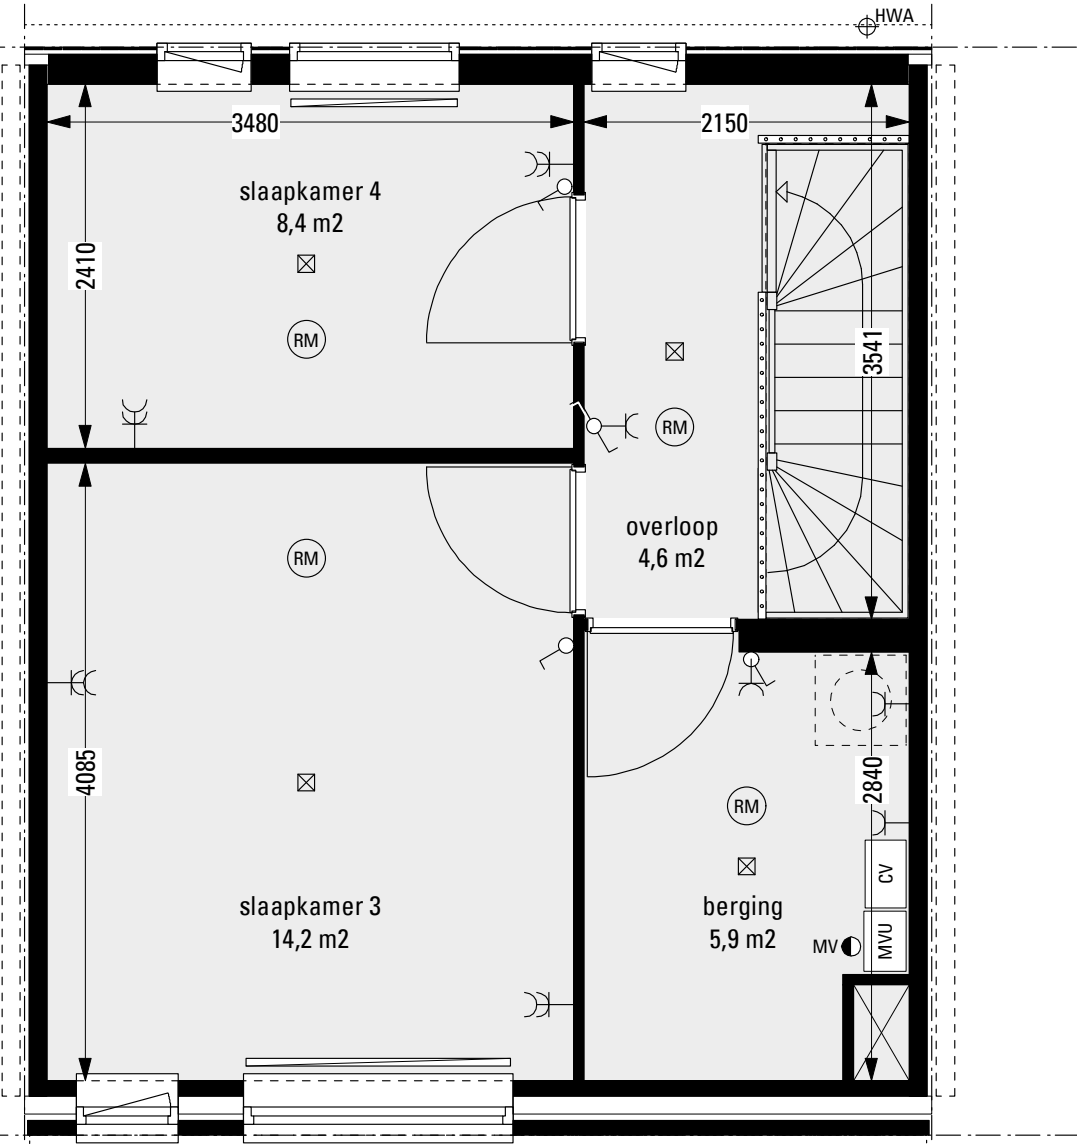 HWA
3480
2150
slaapkamer 4
8,4 m2
2410
RM
3541
RM
overloop
4,6 m2
RM
4085
2840
RM
CV
slaapkamer 3
14,2 m2
berging
5,9 m2
MV
MVU